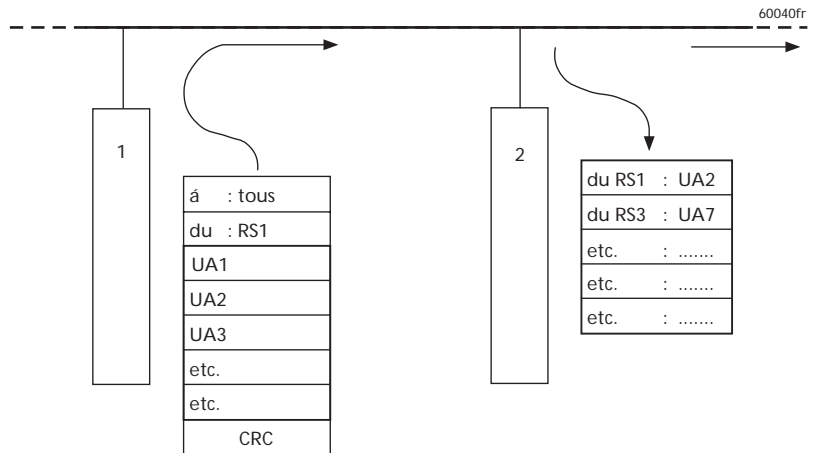 60040fr
1
á : tous
du : RS1
UA1
UA2
UA3
etc.
etc.
CRC
2
du RS1 : UA2
du RS3 : UA7
etc. : .......
etc. : .......
etc. : .......